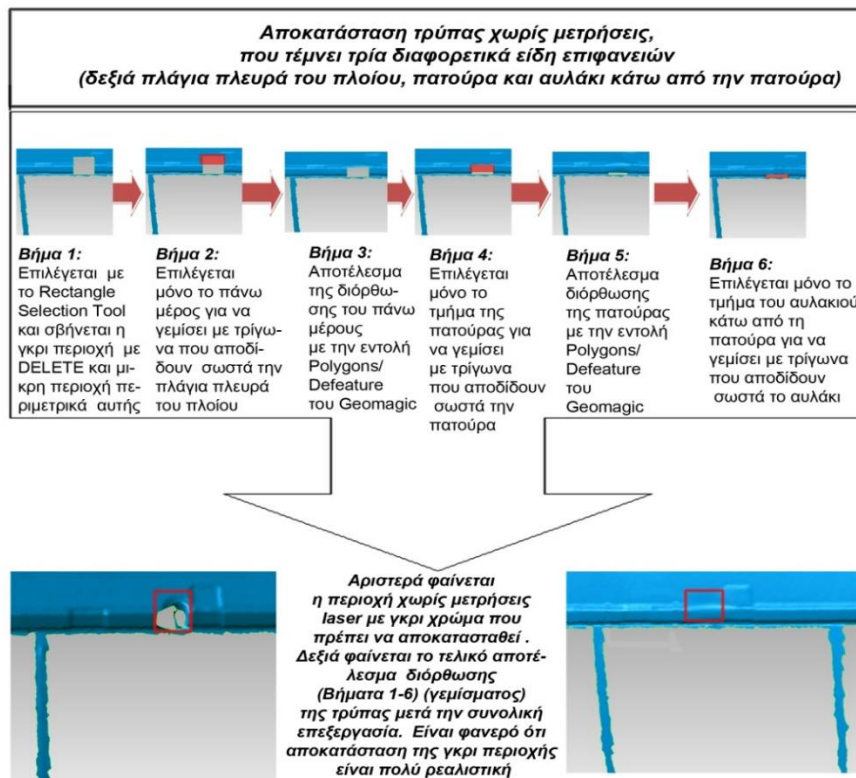 Αποκατάσταση τρύπας χωρίς μετρήσεις,
που τέμνει τρία διαφορετικά είδη επιφανειών
(δεξιά πλάγια πλευρά του πλοίου, πατούρα και αυλάκι κάτω από την πατούρα)
Βήμα 1:
Επιλέγεται με
το Rectangle
Selection Tool
και σβήνεται η
γκρι περιοχή με
DELETE και μι-
κρη περιοχή πε-
ριμετρικά αυτής
Βήμα 2:
Επιλέγεται
μόνο το πάνω
μέρος για να
γεμίσει με τρίγω-
να που αποδί-
δουν σωστά την
πλάγια πλευρά
του πλοίου
Βήμα 3:
Αποτέλεσμα
της διόρθω-
σης του πάνω
μέρους
με την εντολή
Polygons/
Defeature
του Geomagic
Βήμα 4:
Επιλέγεται
μόνο το
τμήμα της
πατούρας για
να γεμίσει
με τρίγωνα
που αποδίδουν
σωστά την
πατούρα
Βήμα 5:
Αποτέλεσμα
διόρθωσης
της πατούρας
με την εντολή
Polygons/
Defeature
του
Geomagic
Βήμα 6:
Επιλέγεται μόνο το
τμήμα του αυλακιού
κάτω από τη
πατούρα για να
γεμίσει με τρίγωνα
που αποδίδουν
σωστά το αυλάκι
Αριστερά φαίνεται
η περιοχή χωρίς μετρήσεις
laser με γκρι χρώμα που
πρέπει να αποκατασταθεί .
Δεξιά φαίνεται το τελικό αποτέ-
λεσμα διόρθωσης
(Βήματα 1-6) (γεμίσματος)
της τρύπας μετά την συνολική
επεξεργασία. Είναι φανερό ότι
αποκατάσταση της γκρι περιοχής
είναι πολύ ρεαλιστική